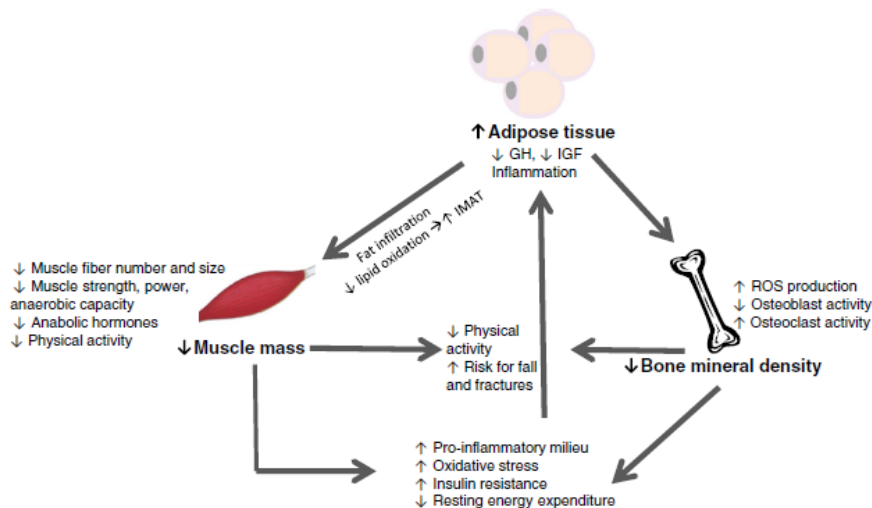 ↑ Adipose tissue
↓ GH, ↓ IGF
Inflammation
Fat infiltration
↓ lipid oxidation → ↑ IMAT
↓ Muscle fiber number and size
↓ Muscle strength, power,
anaerobic capacity
↓ Anabolic hormones
↓ Physical activity
↓ Muscle mass
↓ Physical
activity
↑ Risk for fall
and fractures
↑ ROS production
↓ Osteoblast activity
↑ Osteoclast activity
↓ Bone mineral density
↑ Pro-inflammatory milieu
↑ Oxidative stress
↑ Insulin resistance
↓ Resting energy expenditure